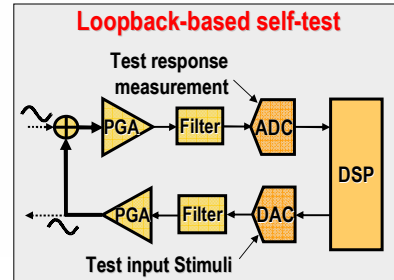 Loopback-based self-test
Test response
measurement
PGA
Filter
ADC
DSP
PGA
Filter
DAC
Test input Stimuli